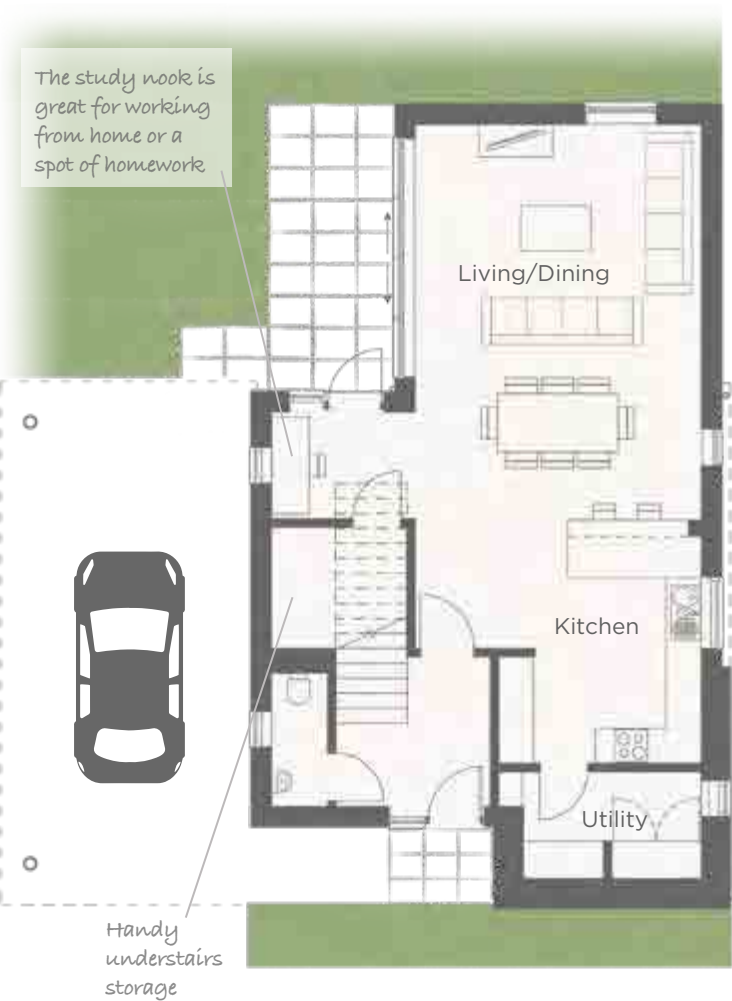 The study nook is
great for working
from home or a
spot of homework
Living/Dining
Kitchen
Utility
Handy
understairs
storage